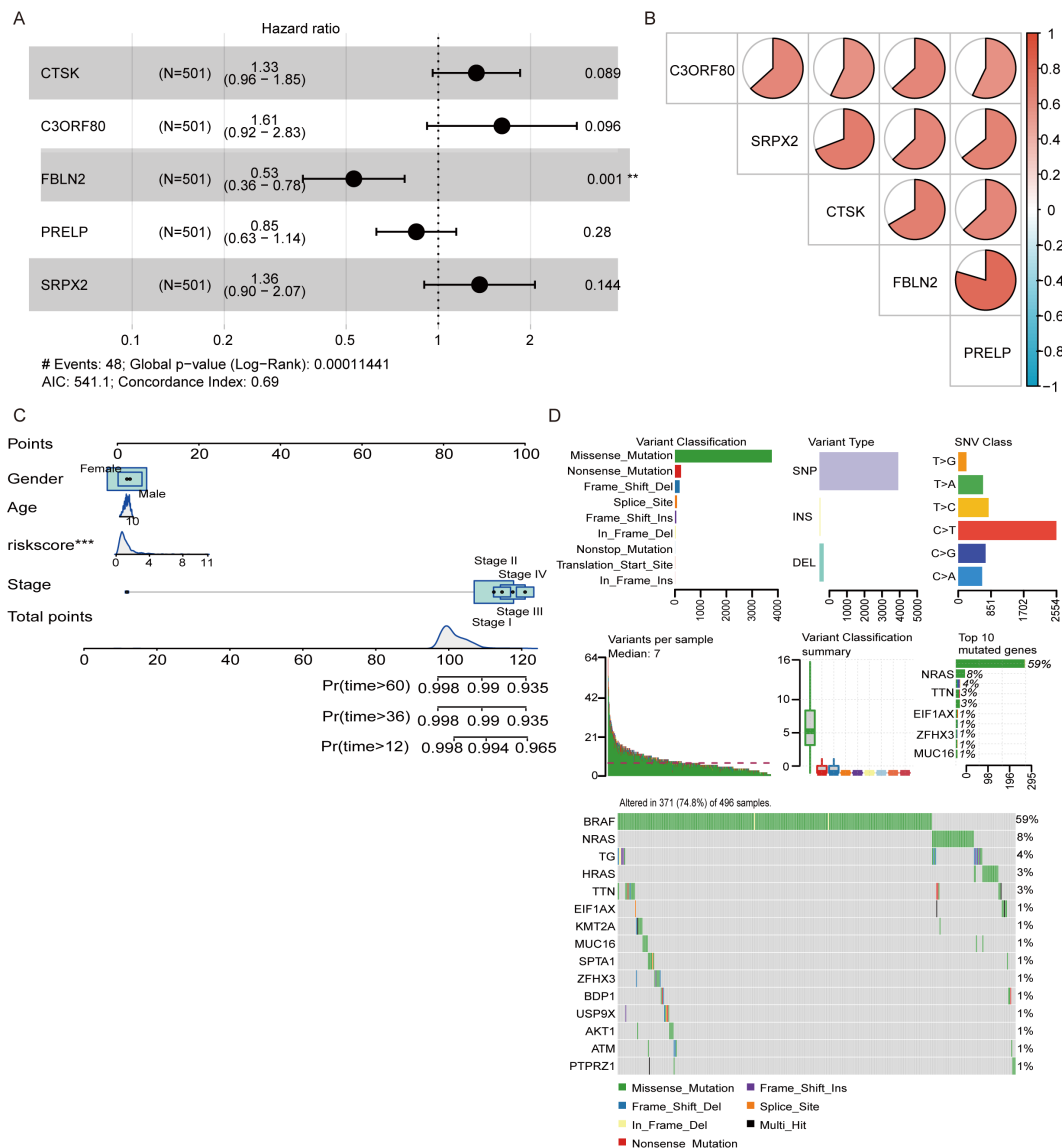 A
Hazard ratio
CTSK (N=501) 1.33 (0.96 − 1.85) 0.089
C3ORF80 (N=501) 1.61 (0.92 − 2.83) 0.096
FBLN2 (N=501) 0.53 (0.36 − 0.78) 0.001 **
PRELP (N=501) 0.85 (0.63 − 1.14) 0.28
SRPX2 (N=501) 1.36 (0.90 − 2.07) 0.144
0.1 0.2 0.5 1 2
# Events: 48; Global p−value (Log−Rank): 0.00011441
AIC: 541.1; Concordance Index: 0.69
B
C3ORF80
SRPX2
CTSK
FBLN2
PRELP
1
0.8
0.6
0.4
0.2
0
−0.2
−0.4
−0.6
−0.8
−1
C
Points
0 20 40 60 80 100
Gender
Female
Male
Age
10
riskscore***
0 4 8 11
Stage
Stage II
Stage IV
Stage III
Stage I
Total points
0 20 40 60 80 100 120
Pr(time>60)
0.998 0.99 0.935
Pr(time>36)
0.998 0.99 0.935
Pr(time>12)
0.998 0.994 0.965
D
Variant Classification
Missense_Mutation
Nonsense_Mutation
Frame_Shift_Del
Splice_Site
Frame_Shift_Ins
In_Frame_Del
Nonstop_Mutation
Translation_Start_Site
In_Frame_Ins
0 1000 2000 3000 4000
Variant Type
SNP
INS
DEL
0 1000 2000 3000 4000 5000
SNV Class
T>G
T>A
T>C
C>T
C>G
C>A
0 851 1702 2554
Variants per sample
Median: 7
64
42
21
0
Variant Classification
summary
16
10
5
0
Top 10
mutated genes
59%
NRAS 8%
4%
TTN 3%
3%
EIF1AX 1%
1%
ZFHX3 1%
1%
MUC16 1%
0 98 196 295
Altered in 371 (74.8%) of 496 samples.
BRAF 59%
NRAS 8%
TG 4%
HRAS 3%
TTN 3%
EIF1AX 1%
KMT2A 1%
MUC16 1%
SPTA1 1%
ZFHX3 1%
BDP1 1%
USP9X 1%
AKT1 1%
ATM 1%
PTPRZ1 1%
Missense_Mutation Frame_Shift_Ins
Frame_Shift_Del Splice_Site
In_Frame_Del Multi_Hit
Nonsense_Mutation